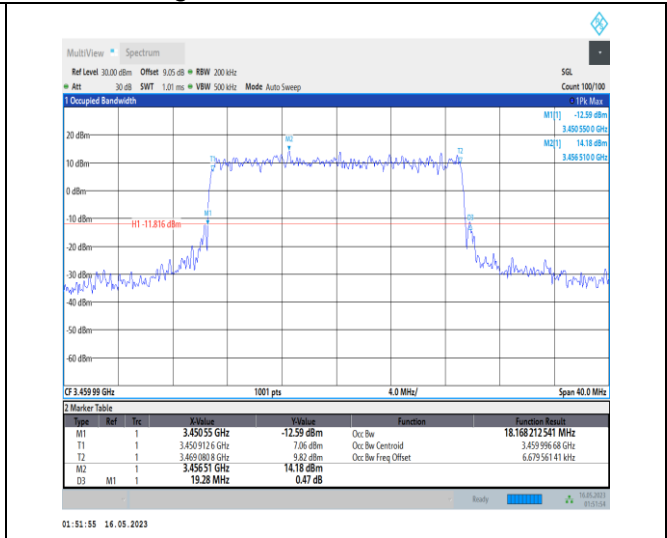 MultiView Spectrum
Ref Level 30.00 dBm Offset 9.05 dB RBW 200 kHz SGL
Att 30 dB SWT 1.01 ms VBW 500 kHz Mode Auto Sweep Count 100/100
1 Occupied Bandwidth 1Pk Max
M1[1] -12.59 dBm
3.450 550 0 GHz
M2[1] 14.18 dBm
3.456 510 0 GHz
20 dBm
M2
T1
T2
10 dBm
0 dBm
M1
D3
-10 dBm
H1 -11.816 dBm
-20 dBm
-30 dBm
-40 dBm
-50 dBm
-60 dBm
CF 3.459 99 GHz 1001 pts 4.0 MHz/ Span 40.0 MHz
2 Marker Table
Type Ref Trc X-Value Y-Value Function Function Result
M1 1 3.450 55 GHz -12.59 dBm Occ Bw 18.168 212 541 MHz
T1 1 3.450 912 6 GHz 7.06 dBm Occ Bw Centroid 3.459 996 68 GHz
T2 1 3.469 080 8 GHz 9.82 dBm Occ Bw Freq Offset 6.679 561 41 kHz
M2 1 3.456 51 GHz 14.18 dBm
D3 M1 1 19.28 MHz 0.47 dB
Ready 16.05.2023
01:51:54
01:51:55 16.05.2023